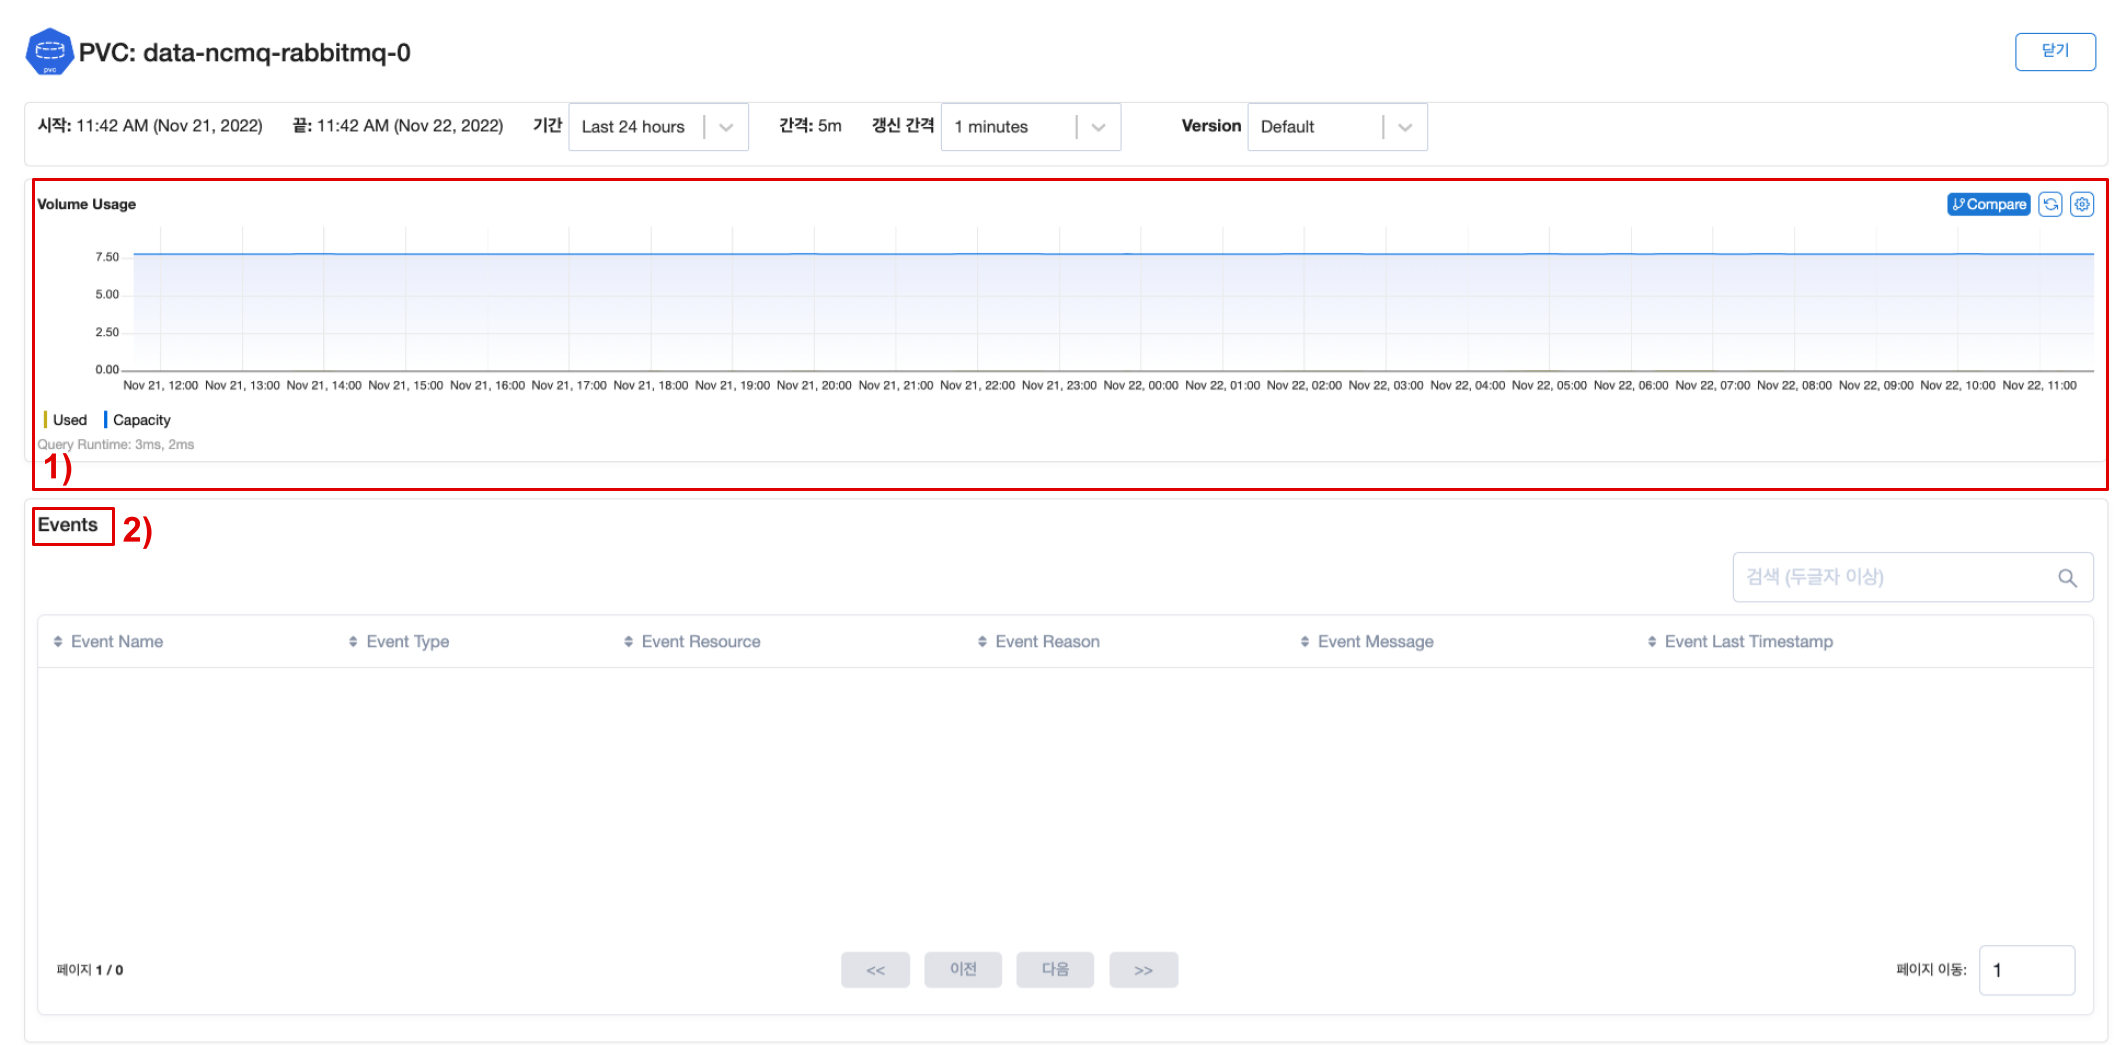 pvc
PVC: data-ncmq-rabbitmq-0
닫기
시작: 11:42 AM (Nov 21, 2022) 끝: 11:42 AM (Nov 22, 2022) 기간 Last 24 hours 간격: 5m 갱신 간격 1 minutes Version Default
Volume Usage
Compare
7.50
5.00
2.50
0.00
Nov 21, 12:00 Nov 21, 13:00 Nov 21, 14:00 Nov 21, 15:00 Nov 21, 16:00 Nov 21, 17:00 Nov 21, 18:00 Nov 21, 19:00 Nov 21, 20:00 Nov 21, 21:00 Nov 21, 22:00 Nov 21, 23:00 Nov 22, 00:00 Nov 22, 01:00 Nov 22, 02:00 Nov 22, 03:00 Nov 22, 04:00 Nov 22, 05:00 Nov 22, 06:00 Nov 22, 07:00 Nov 22, 08:00 Nov 22, 09:00 Nov 22, 10:00 Nov 22, 11:00
Used Capacity
Query Runtime: 3ms, 2ms
1)
Events 2)
검색 (두글자 이상)
Event Name Event Type Event Resource Event Reason Event Message Event Last Timestamp
페이지 1 / 0 << 이전 다음 >> 페이지 이동: 1